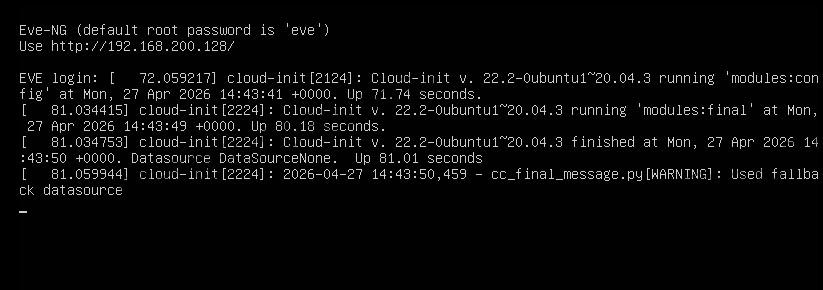 Eve-NG (default root password is 'eve')
Use http://192.168.200.128/
EVE login: [   72.059217] cloud-init[2124]: Cloud-init v. 22.2-0ubuntu1~20.04.3 running 'modules:con
fig' at Mon, 27 Apr 2026 14:43:41 +0000. Up 71.74 seconds.
[   81.034415] cloud-init[2224]: Cloud-init v. 22.2-0ubuntu1~20.04.3 running 'modules:final' at Mon,
 27 Apr 2026 14:43:49 +0000. Up 80.18 seconds.
[   81.034753] cloud-init[2224]: Cloud-init v. 22.2-0ubuntu1~20.04.3 finished at Mon, 27 Apr 2026 14
:43:50 +0000. Datasource DataSourceNone.  Up 81.01 seconds
[   81.059944] cloud-init[2224]: 2026-04-27 14:43:50,459 - cc_final_message.py[WARNING]: Used fallba
ck datasource